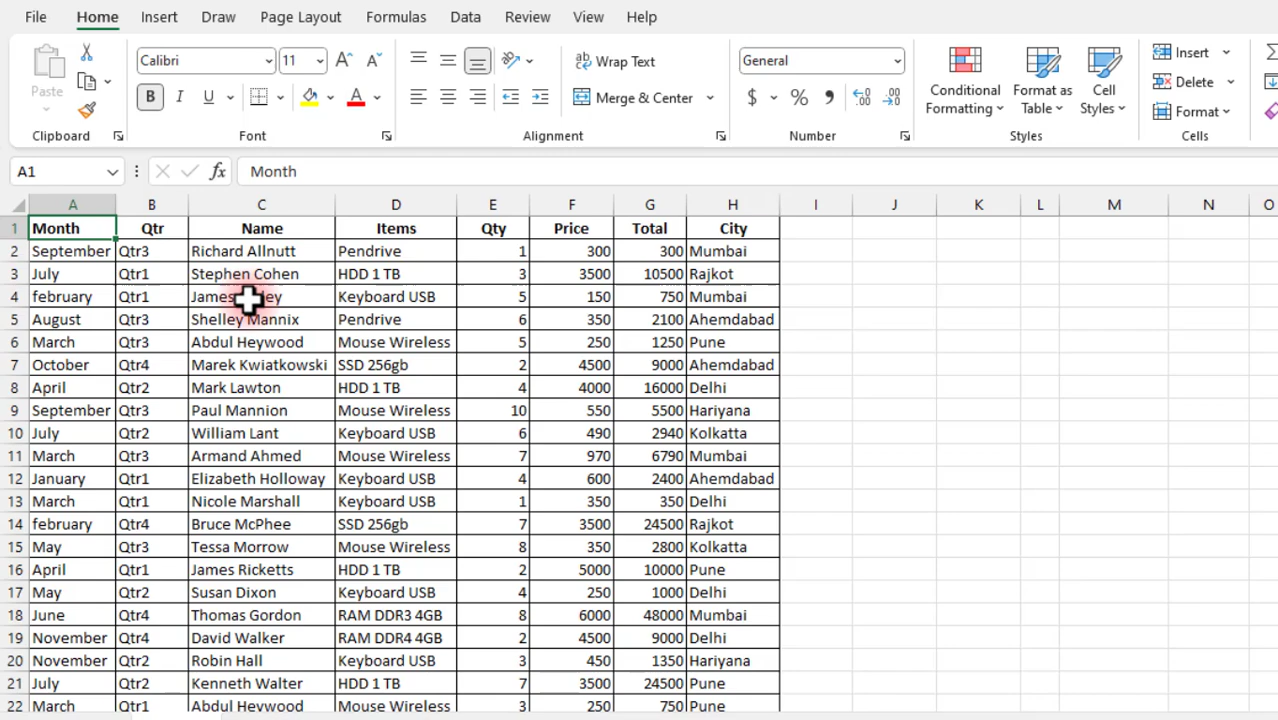 File Home Insert Draw Page Layout Formulas Data Review View Help
Calibri 11 A A ab Wrap Text General Insert
Paste B I U A Merge & Center $ % Conditional Formatting Format as Table Cell Styles Delete
Format
Clipboard Font Alignment Number Styles Cells
A1 fx Month
A B C D E F G H I J K L M N O
1 Month Qtr Name Items Qty Price Total City
2 September Qtr3 Richard Allnutt Pendrive 1 300 300 Mumbai
3 July Qtr1 Stephen Cohen HDD 1 TB 3 3500 10500 Rajkot
4 february Qtr1 James Keyboard USB 5 150 750 Mumbai
5 August Qtr3 Shelley Mannix Pendrive 6 350 2100 Ahemdabad
6 March Qtr3 Abdul Heywood Mouse Wireless 5 250 1250 Pune
7 October Qtr4 Marek Kwiatkowski SSD 256gb 2 4500 9000 Ahemdabad
8 April Qtr2 Mark Lawton HDD 1 TB 4 4000 16000 Delhi
9 September Qtr3 Paul Mannion Mouse Wireless 10 550 5500 Hariyana
10 July Qtr2 William Lant Keyboard USB 6 490 2940 Kolkatta
11 March Qtr3 Armand Ahmed Mouse Wireless 7 970 6790 Mumbai
12 January Qtr1 Elizabeth Holloway Keyboard USB 4 600 2400 Ahemdabad
13 March Qtr1 Nicole Marshall Keyboard USB 1 350 350 Delhi
14 february Qtr4 Bruce McPhee SSD 256gb 7 3500 24500 Rajkot
15 May Qtr3 Tessa Morrow Mouse Wireless 8 350 2800 Kolkatta
16 April Qtr1 James Ricketts HDD 1 TB 2 5000 10000 Pune
17 May Qtr2 Susan Dixon Keyboard USB 4 250 1000 Delhi
18 June Qtr4 Thomas Gordon RAM DDR3 4GB 8 6000 48000 Mumbai
19 November Qtr4 David Walker RAM DDR4 4GB 2 4500 9000 Delhi
20 November Qtr2 Robin Hall Keyboard USB 3 450 1350 Hariyana
21 July Qtr2 Kenneth Walter HDD 1 TB 7 3500 24500 Pune
22 March Qtr1 Abdul Heywood Mouse Wireless 3 250 750 Pune